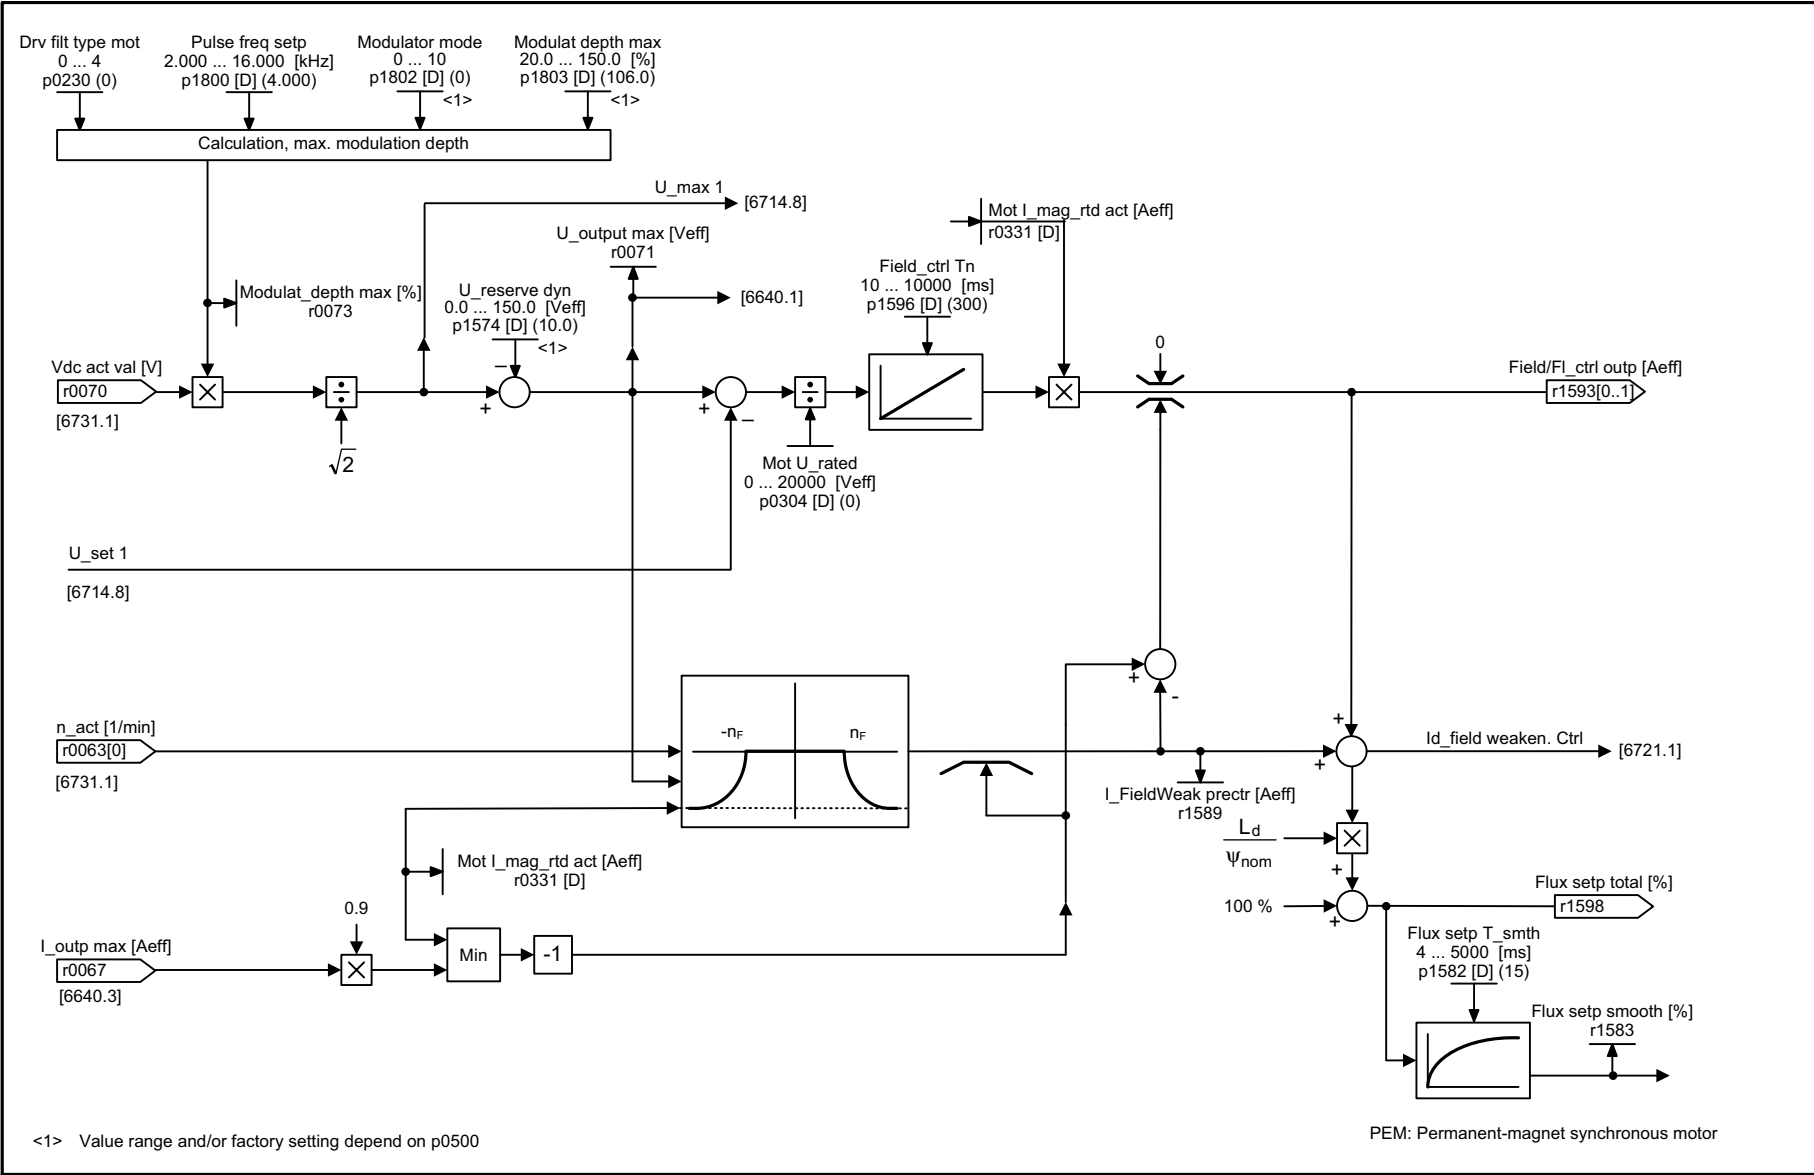 Drv filt type mot
0 ... 4
p0230 (0)
Pulse freq setp
2.000 ... 16.000 [kHz]
p1800 [D] (4.000)
Modulator mode
0 ... 10
p1802 [D] (0)
<1>
Modulat depth max
20.0 ... 150.0 [%]
p1803 [D] (106.0)
<1>
Calculation, max. modulation depth
U_max 1
[6714.8]
Mot I_mag_rtd act [Aeff]
r0331 [D]
U_output max [Veff]
r0071
[6640.1]
Modulat_depth max [%]
r0073
U_reserve dyn
0.0 ... 150.0 [Veff]
p1574 [D] (10.0)
<1>
Field_ctrl Tn
10 ... 10000 [ms]
p1596 [D] (300)
0
Vdc act val [V]
r0070
[6731.1]
×
÷
√2
−
+
+
−
÷
Mot U_rated
0 ... 20000 [Veff]
p0304 [D] (0)
×
Field/Fl_ctrl outp [Aeff]
r1593[0..1]
U_set 1
[6714.8]
+
-
n_act [1/min]
r0063[0]
[6731.1]
-nF
nF
+
+
Id_field weaken. Ctrl
[6721.1]
I_FieldWeak prectr [Aeff]
r1589
Ld
ψnom
×
+
Mot I_mag_rtd act [Aeff]
r0331 [D]
100 %
+
Flux setp total [%]
r1598
0.9
I_outp max [Aeff]
r0067
[6640.3]
×
Min
-1
Flux setp T_smth
4 ... 5000 [ms]
p1582 [D] (15)
Flux setp smooth [%]
r1583
<1> Value range and/or factory setting depend on p0500
PEM: Permanent-magnet synchronous motor